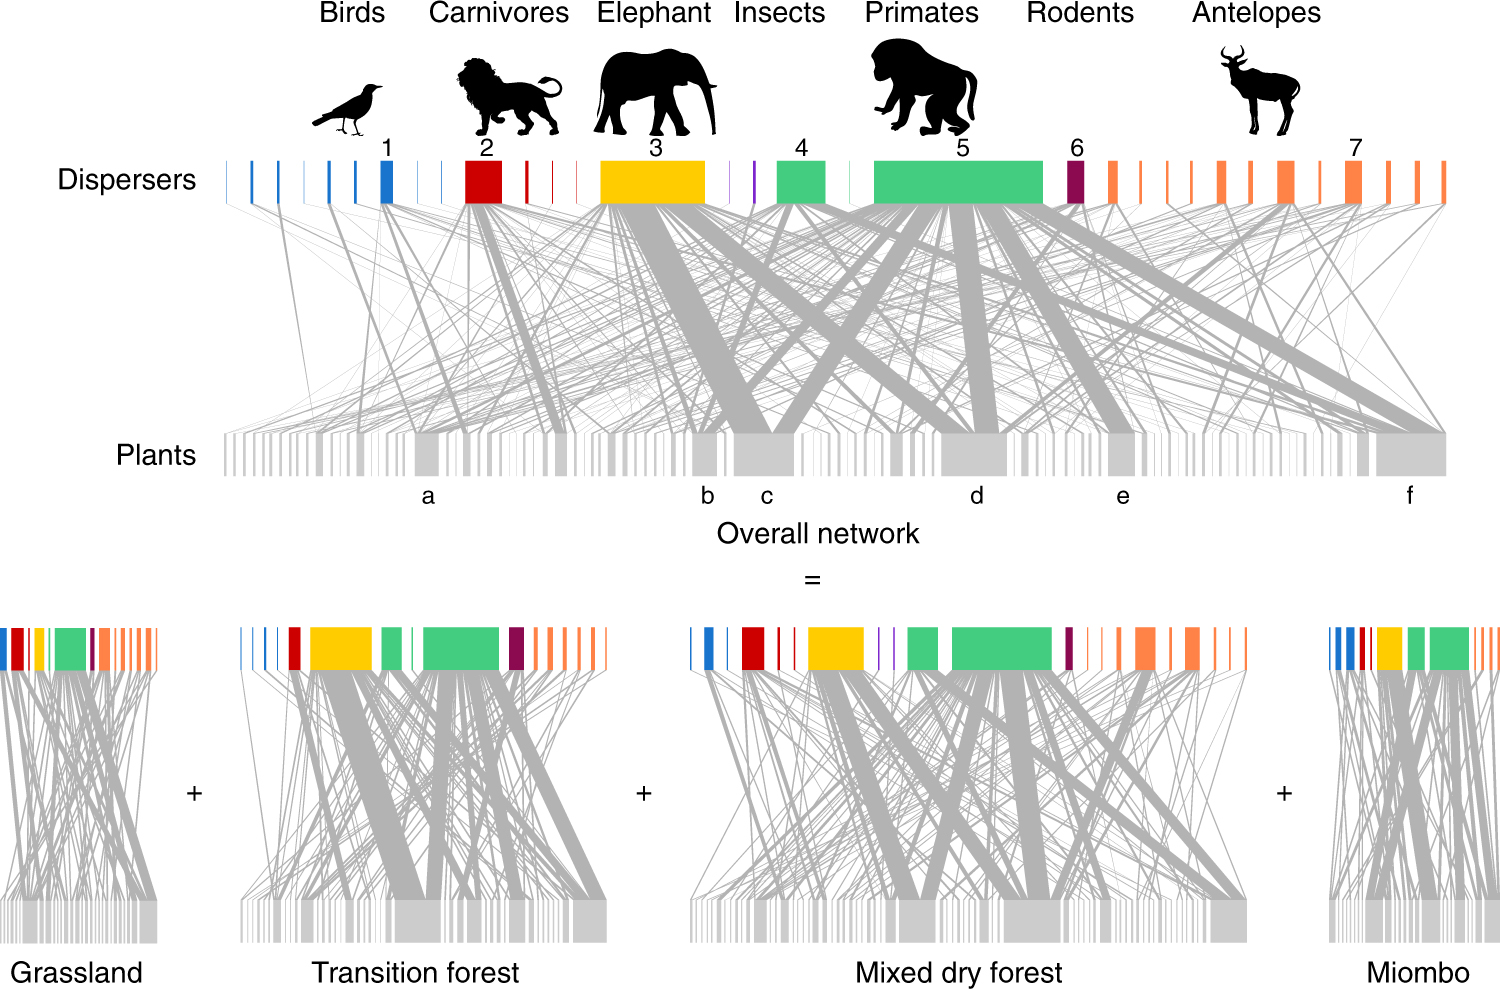 Birds Carnivores Elephant Insects Primates Rodents Antelopes
1 2 3 4 5 6 7
Dispersers
Plants
a b c d e f
Overall network
=
+ + +
Grassland Transition forest Mixed dry forest Miombo